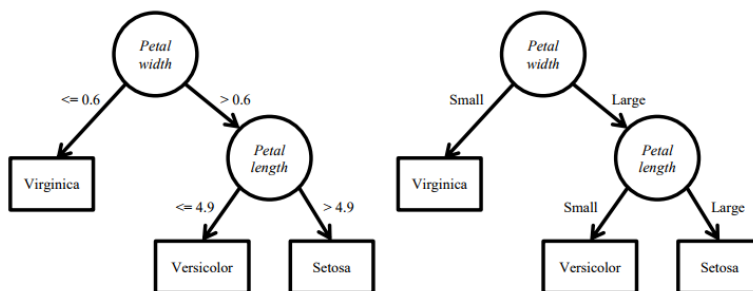 Petal
width
<= 0.6
> 0.6
Petal
length
Virginica
<= 4.9
> 4.9
Versicolor
Setosa
Petal
width
Small
Large
Petal
length
Virginica
Small
Large
Versicolor
Setosa